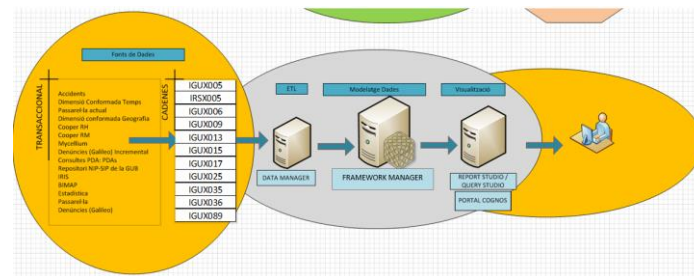 Fonts de Dades
TRANSACCIONAL
Accidents
Dimensió Conformada Temps
Passarel·la actual
Dimensió conformada Geografia
Cooper RH
Cooper RM
Mycellium
Denúncies (Galileo) Incremental
Consultes PDA: PDAs
Repositori NIP-SIP de la GUB
IRIS
BIMAP
Estadística
Passarel·la
Denúncies (Galileo)
CADENES
IGUX005
IRSX005
IGUX006
IGUX009
IGUX013
IGUX015
IGUX017
IGUX025
IGUX035
IGUX036
IGUX089
ETL
DATA MANAGER
Modelatge Dades
FRAMEWORK MANAGER
Visualització
REPORT STUDIO /
QUERY STUDIO
PORTAL COGNOS